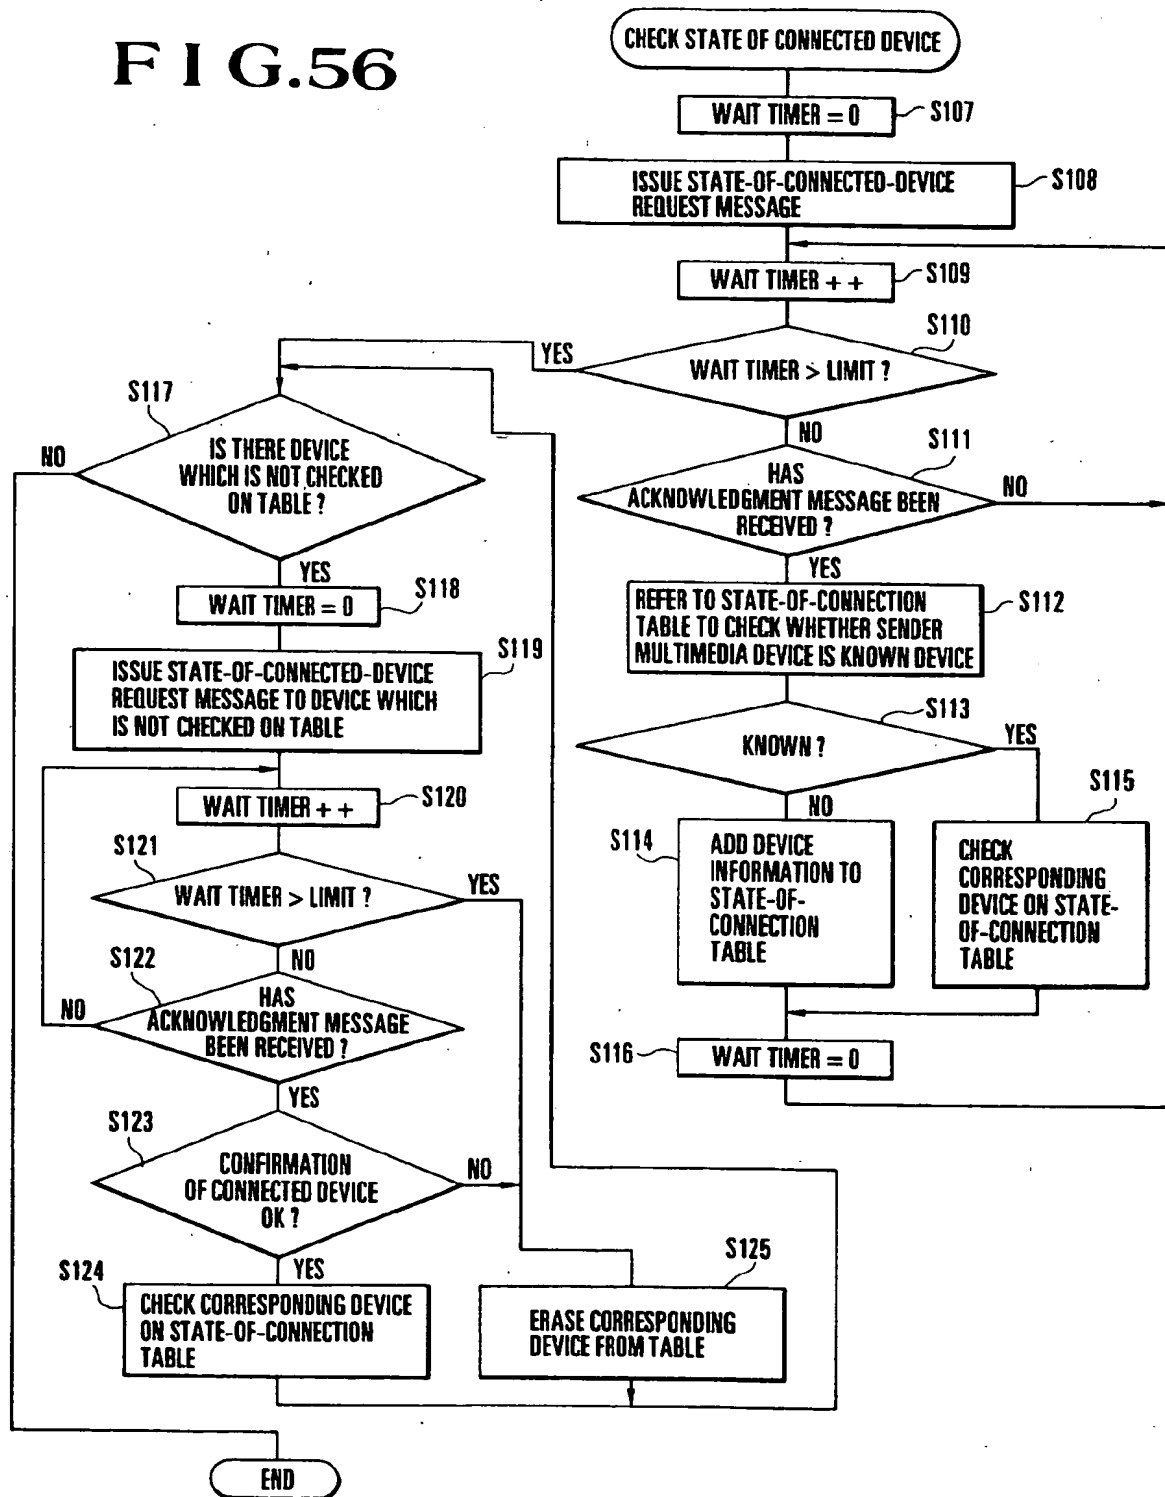 FIG.56
CHECK STATE OF CONNECTED DEVICE
WAIT TIMER = 0
S107
ISSUE STATE-OF-CONNECTED-DEVICE
REQUEST MESSAGE
S108
WAIT TIMER + +
S109
S110
WAIT TIMER > LIMIT ?
YES
NO
S111
HAS
ACKNOWLEDGMENT MESSAGE BEEN
RECEIVED ?
NO
YES
REFER TO STATE-OF-CONNECTION
TABLE TO CHECK WHETHER SENDER
MULTIMEDIA DEVICE IS KNOWN DEVICE
S112
S113
KNOWN ?
YES
NO
S114
ADD DEVICE
INFORMATION TO
STATE-OF-
CONNECTION
TABLE
S115
CHECK
CORRESPONDING
DEVICE ON STATE-
OF-CONNECTION
TABLE
S116
WAIT TIMER = 0
S117
IS THERE DEVICE
WHICH IS NOT CHECKED
ON TABLE ?
NO
YES
WAIT TIMER = 0
S118
S119
ISSUE STATE-OF-CONNECTED-DEVICE
REQUEST MESSAGE TO DEVICE WHICH
IS NOT CHECKED ON TABLE
WAIT TIMER + +
S120
S121
WAIT TIMER > LIMIT ?
YES
NO
S122
HAS
ACKNOWLEDGMENT MESSAGE
BEEN RECEIVED ?
NO
YES
S123
CONFIRMATION
OF CONNECTED DEVICE
OK ?
NO
YES
S124
CHECK CORRESPONDING DEVICE
ON STATE-OF-CONNECTION
TABLE
S125
ERASE CORRESPONDING
DEVICE FROM TABLE
END